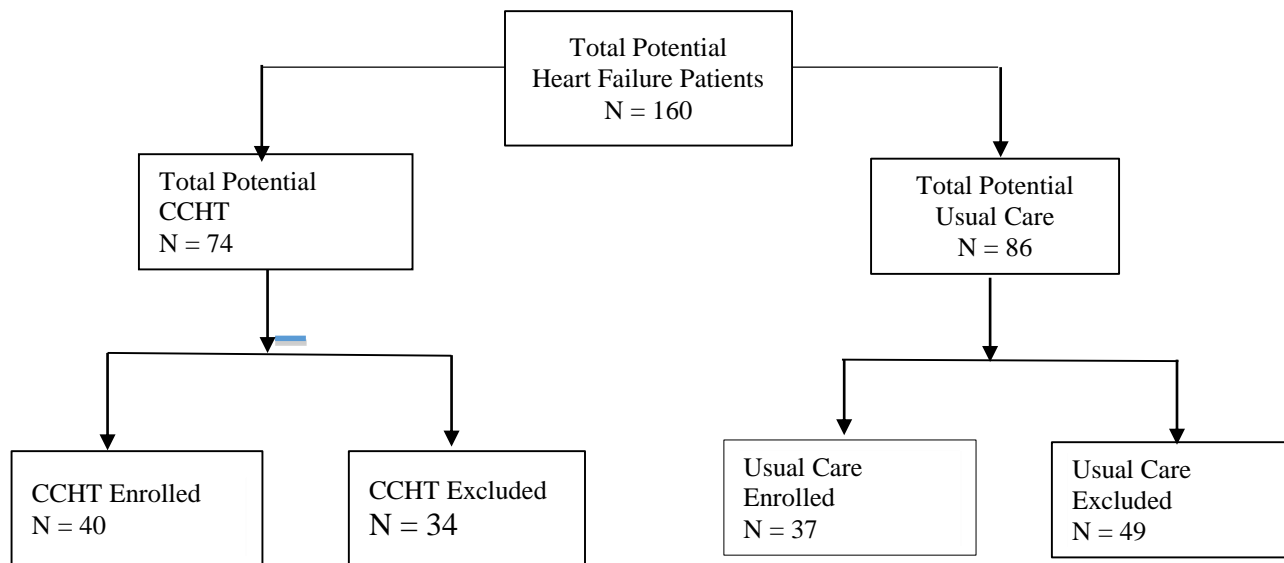 Total Potential
Heart Failure Patients
N = 160
Total Potential
CCHT
N = 74
Total Potential
Usual Care
N = 86
CCHT Enrolled
N = 40
CCHT Excluded
N = 34
Usual Care
Enrolled
N = 37
Usual Care
Excluded
N = 49